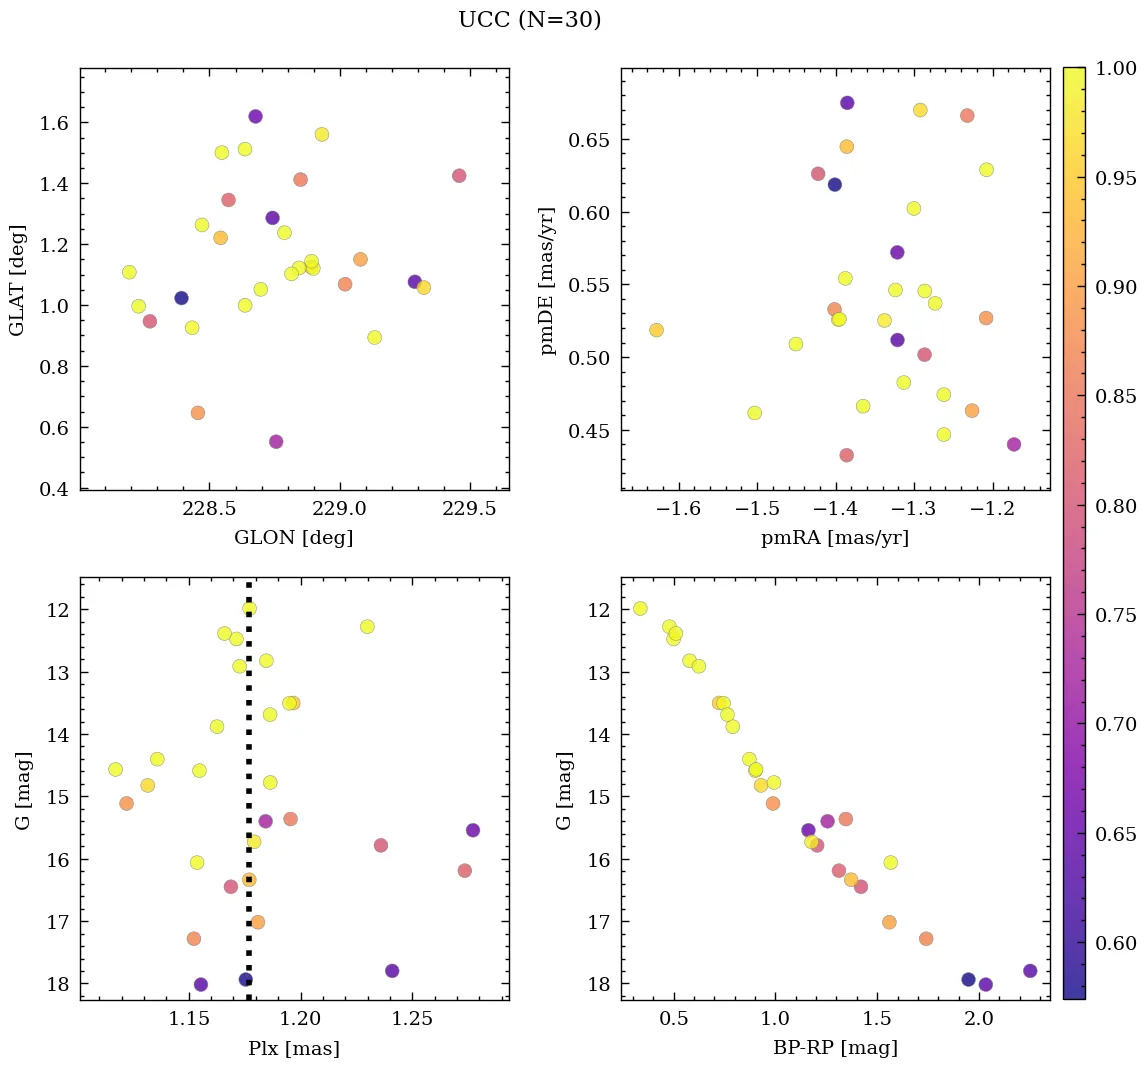 UCC (N=30)
1.6
1.4
1.2
1.0
0.8
0.6
0.4
GLAT [deg]
228.5 229.0 229.5
GLON [deg]
0.65
0.60
0.55
0.50
0.45
pmDE [mas/yr]
−1.6 −1.5 −1.4 −1.3 −1.2
pmRA [mas/yr]
12
13
14
15
16
17
18
G [mag]
1.15 1.20 1.25
Plx [mas]
12
13
14
15
16
17
18
G [mag]
0.5 1.0 1.5 2.0
BP-RP [mag]
1.00
0.95
0.90
0.85
0.80
0.75
0.70
0.65
0.60